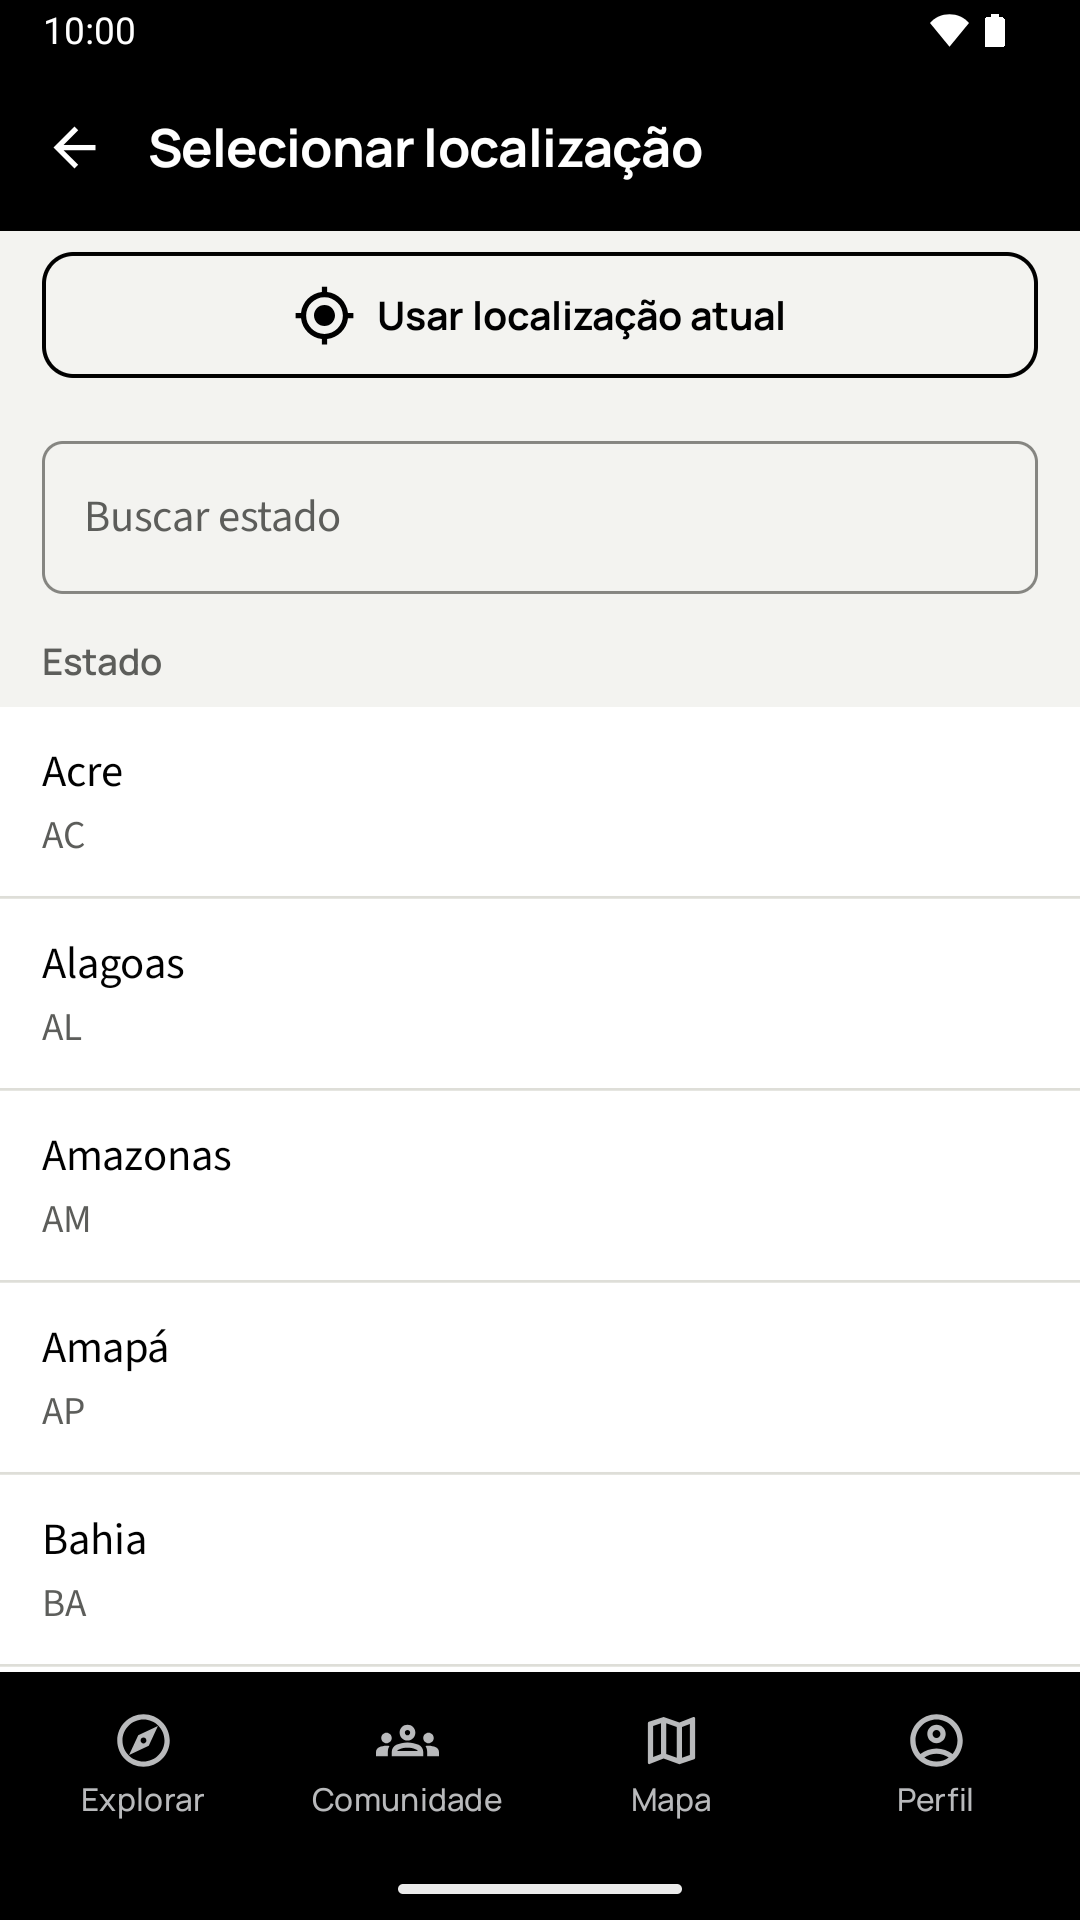 10:00
Selecionar localização
Usar localização atual
Buscar estado
Estado
Acre
AC
Alagoas
AL
Amazonas
AM
Amapá
AP
Bahia
BA
Explorar
Comunidade
Mapa
Perfil